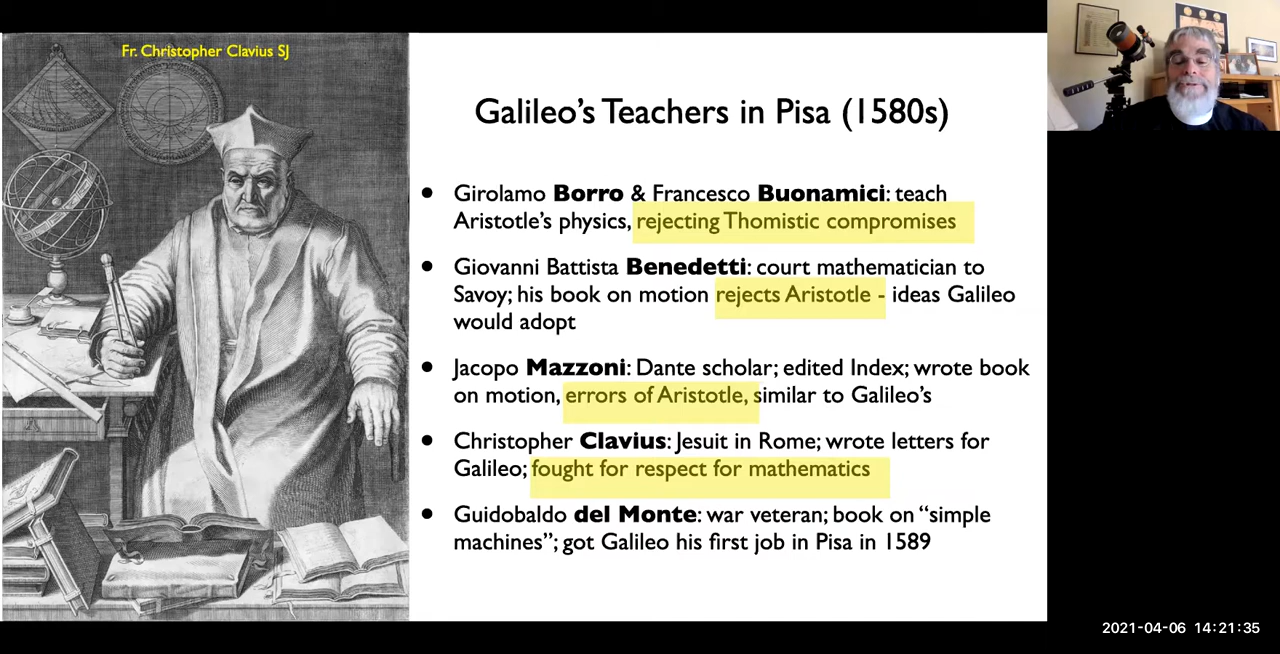 Fr. Christopher Clavius SJ
Galileo's Teachers in Pisa (1580s)
• Girolamo Borro & Francesco Buonamici: teach
Aristotle's physics, rejecting Thomistic compromises
• Giovanni Battista Benedetti: court mathematician to
Savoy; his book on motion rejects Aristotle - ideas Galileo
would adopt
• Jacopo Mazzoni: Dante scholar; edited Index; wrote book
on motion, errors of Aristotle, similar to Galileo's
• Christopher Clavius: Jesuit in Rome; wrote letters for
Galileo; fought for respect for mathematics
• Guidobaldo del Monte: war veteran; book on “simple
machines”; got Galileo his first job in Pisa in 1589
2021-04-06 14:21:35